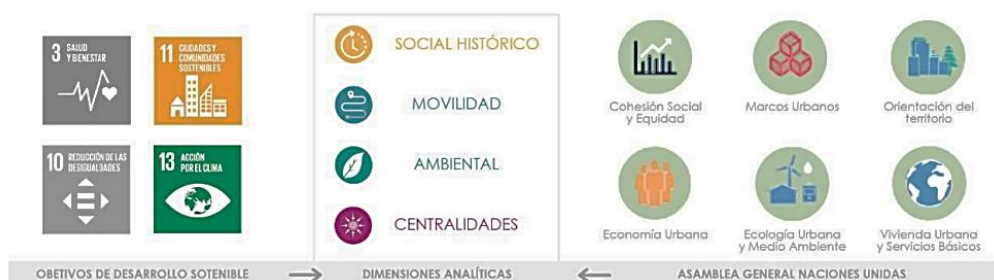 3 SALUD
Y BIENESTAR
11 CIUDADES Y
COMUNIDADES
SOSTENIBLES
10 REDUCCIÓN DE LAS
DESIGUALDADES
13 ACCIÓN
POR EL CLIMA
SOCIAL HISTÓRICO
MOVILIDAD
AMBIENTAL
CENTRALIDADES
Cohesión Social
y Equidad
Marcos Urbanos
Orientación del
territorio
Economía Urbana
Ecología Urbana
y Medio Ambiente
Vivienda Urbana
y Servicios Básicos
OBETIVOS DE DESARROLLO SOTENIBLE
DIMENSIONES ANALÍTICAS
ASAMBLEA GENERAL NACIONES UNIDAS